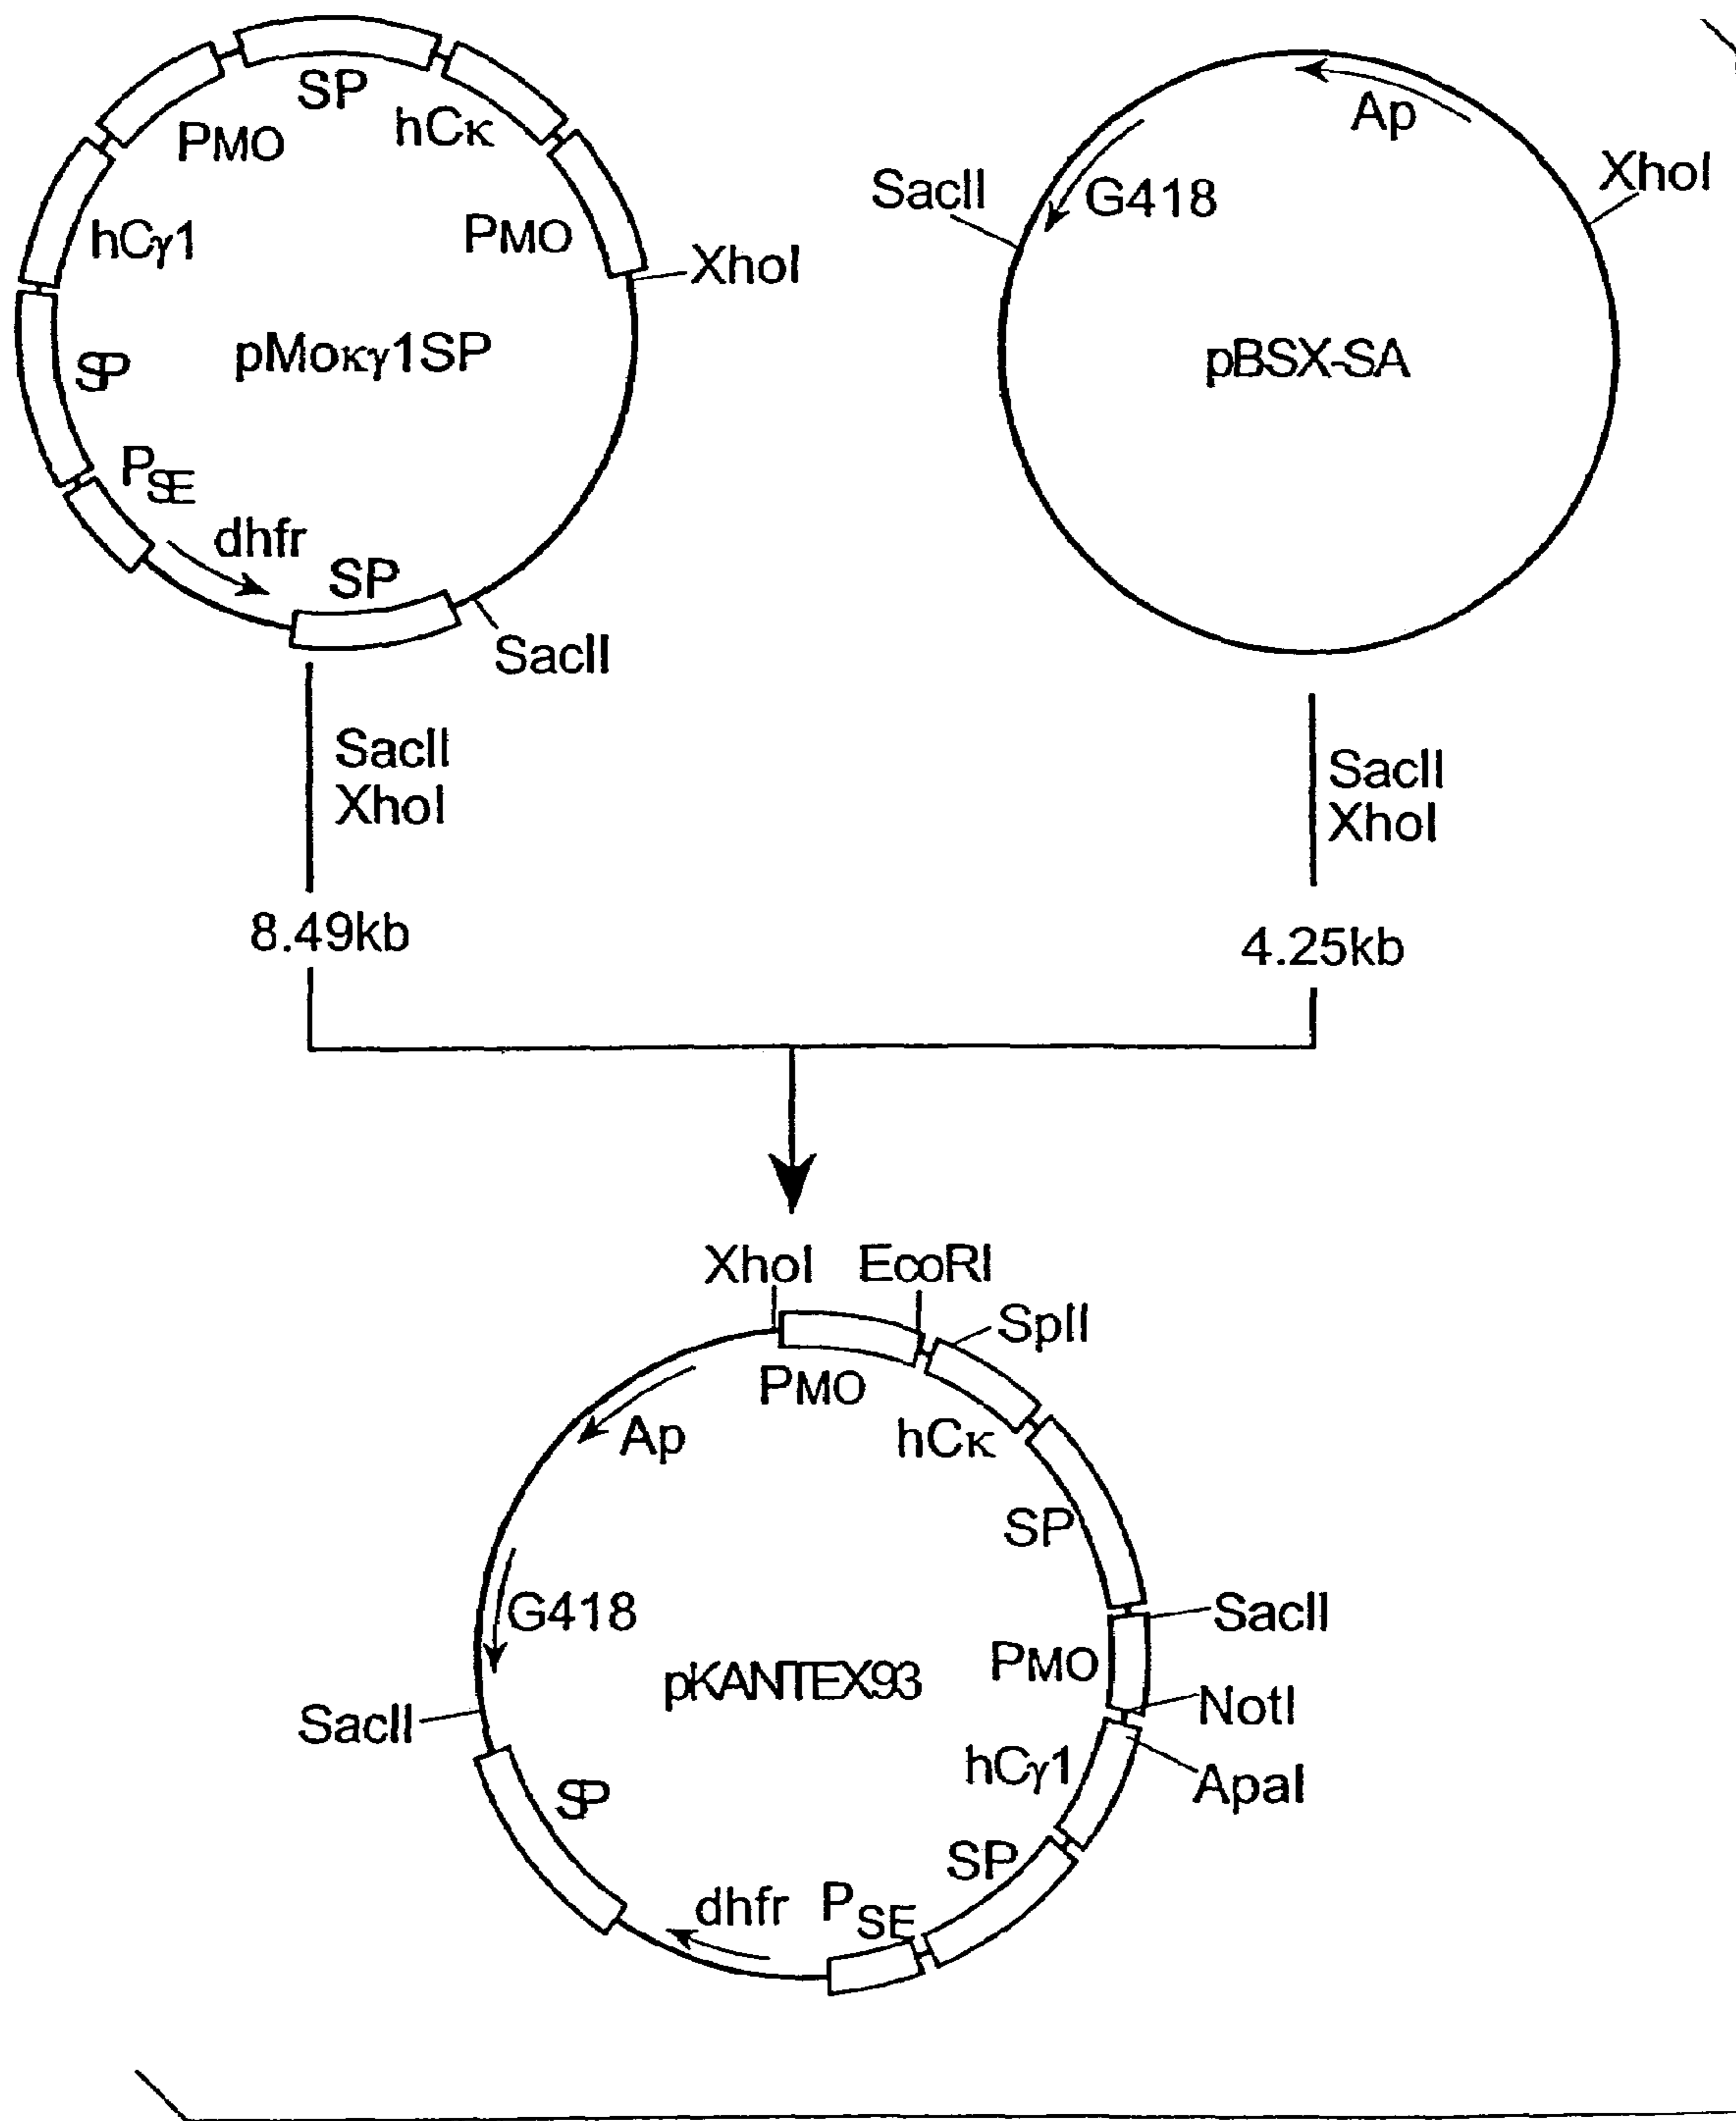 SP
PMO
hCκ
hCγ1
PMO
XhoI
pMoκγ1SP
SP
PSE
dhfr
SP
SacII
Ap
XhoI
SacII
G418
pBSX-SA
SacII
XhoI
8.49kb
SacII
XhoI
4.25kb
XhoI
EcoRI
SplI
PMO
hCκ
Ap
SP
SacII
G418
PMO
pKANTEX93
NotI
SacII
hCγ1
ApaI
SP
SP
dhfr
PSE